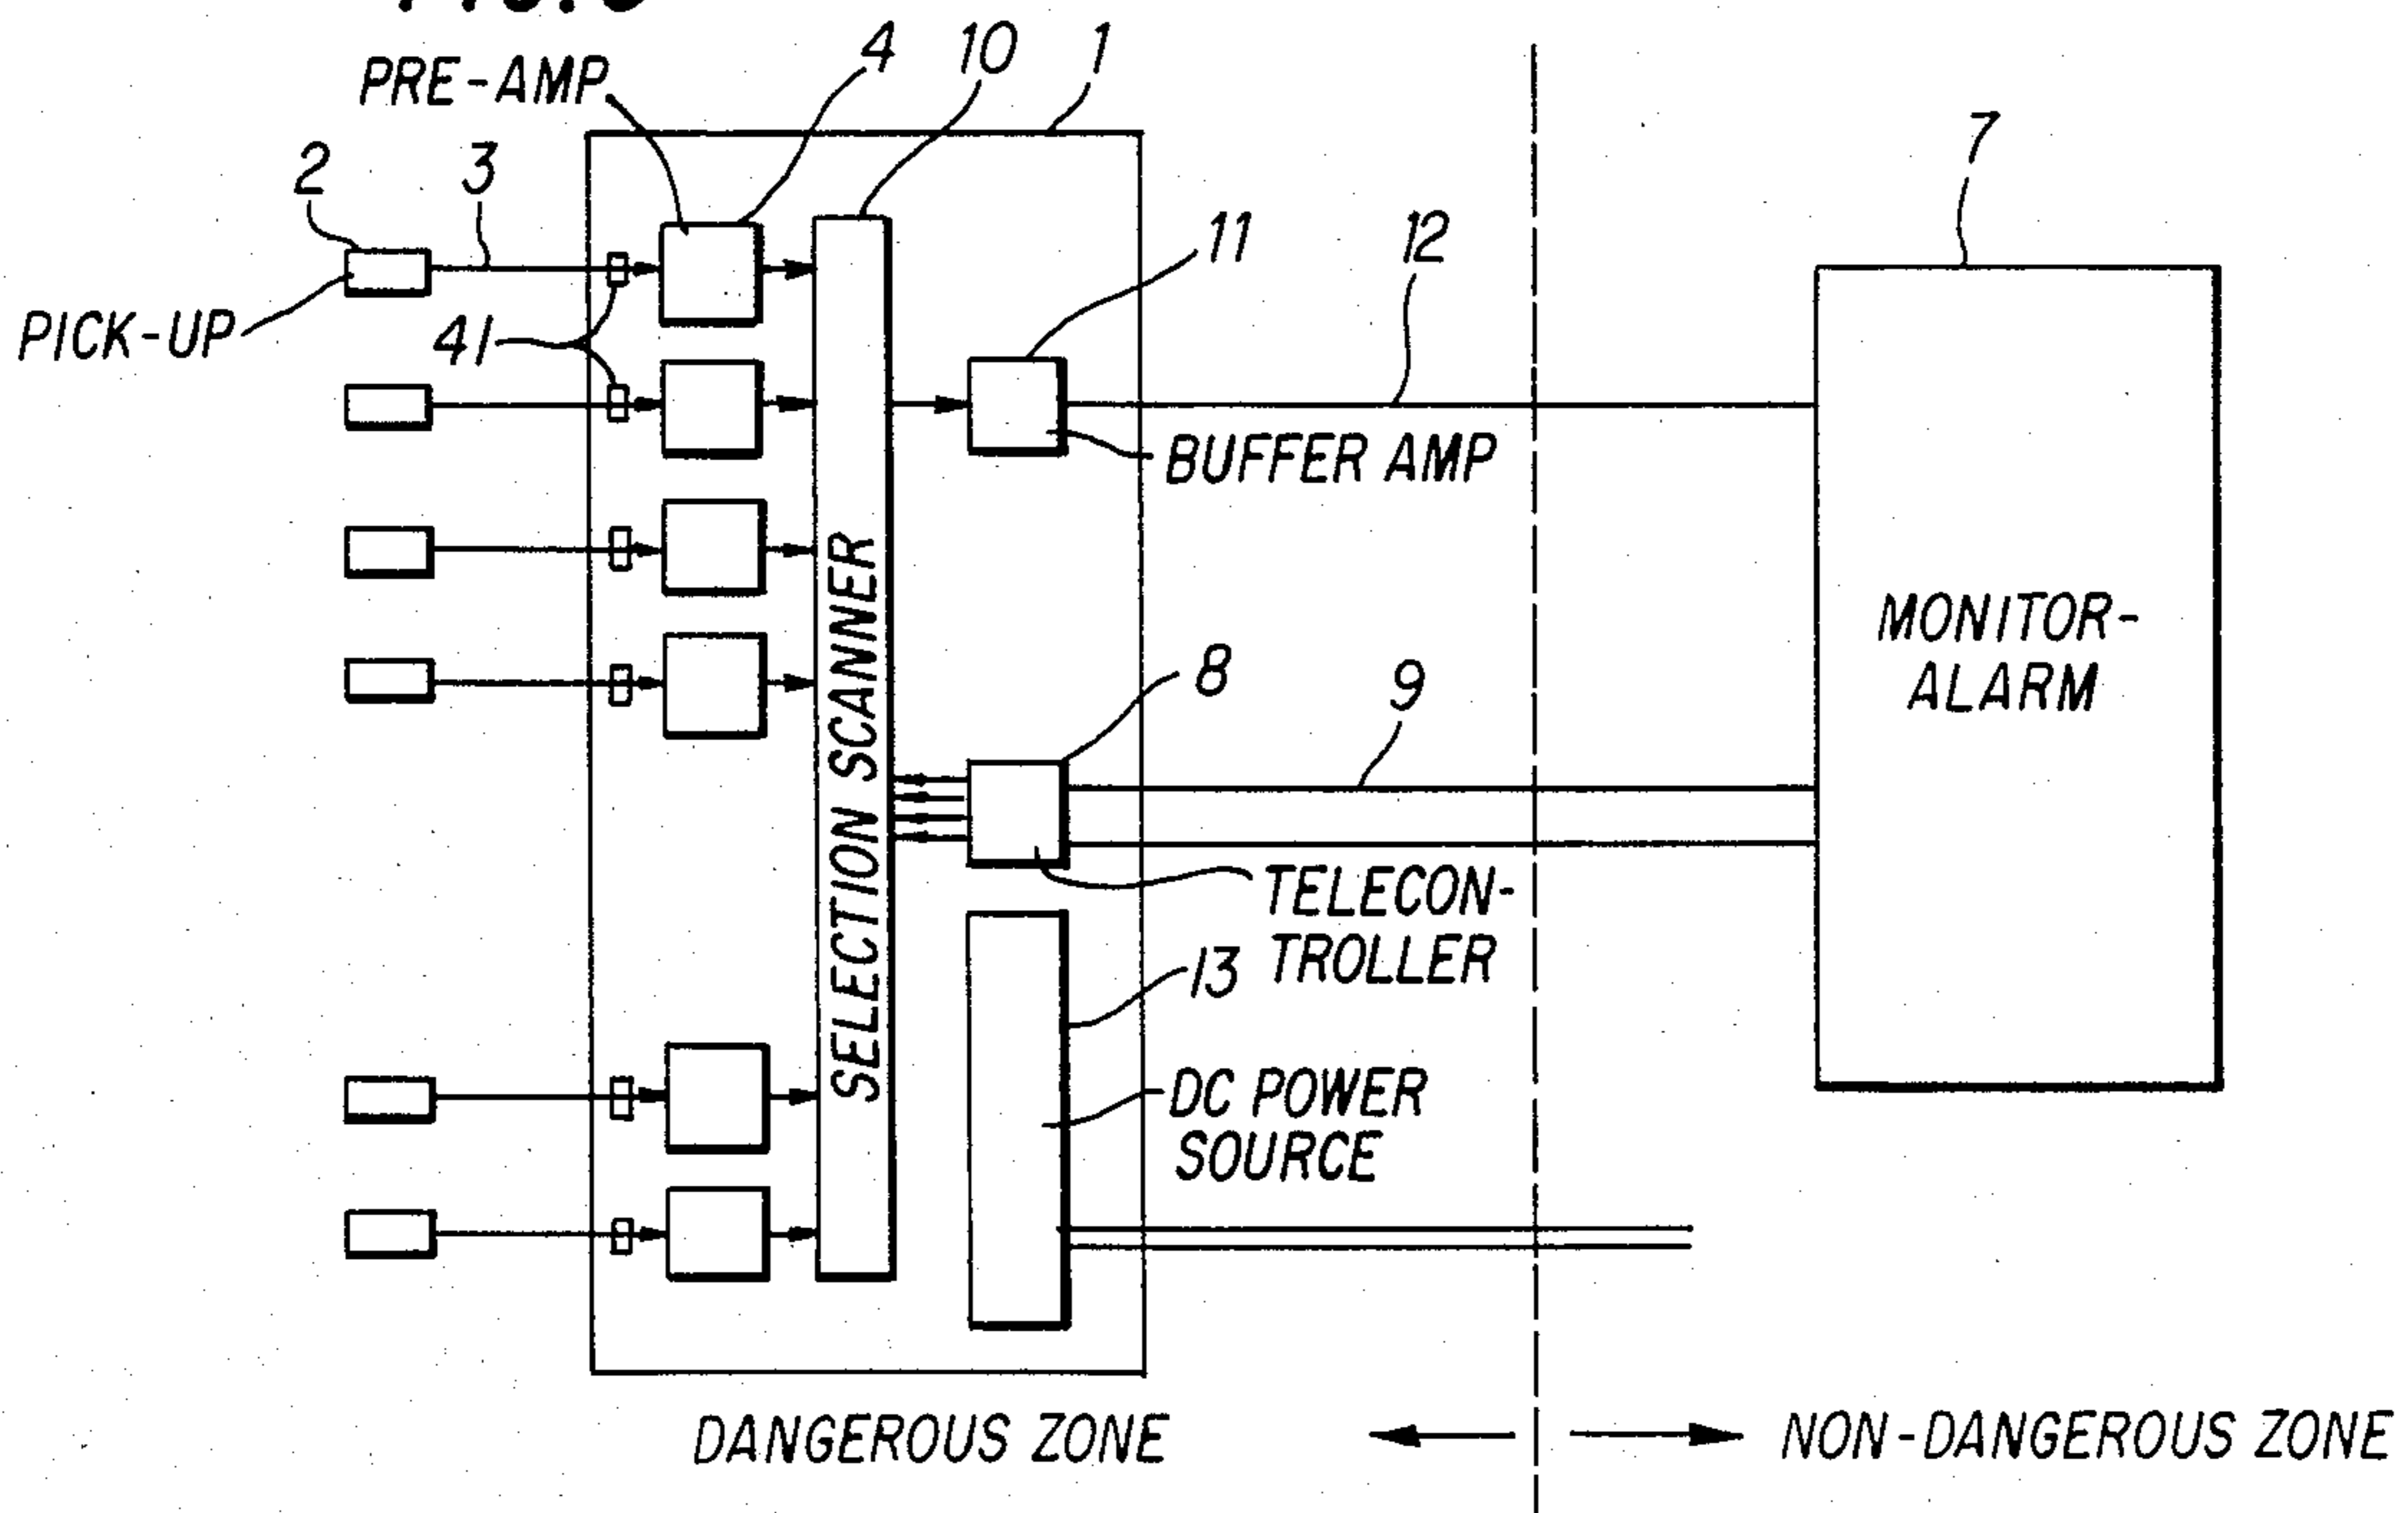 4
10
1
PRE-AMP
7
2
3
11
12
PICK-UP
41
BUFFER AMP
SELECTION SCANNER
MONITOR-
ALARM
8
9
TELECON-
TROLLER
13
DC POWER
SOURCE
DANGEROUS ZONE
NON-DANGEROUS ZONE